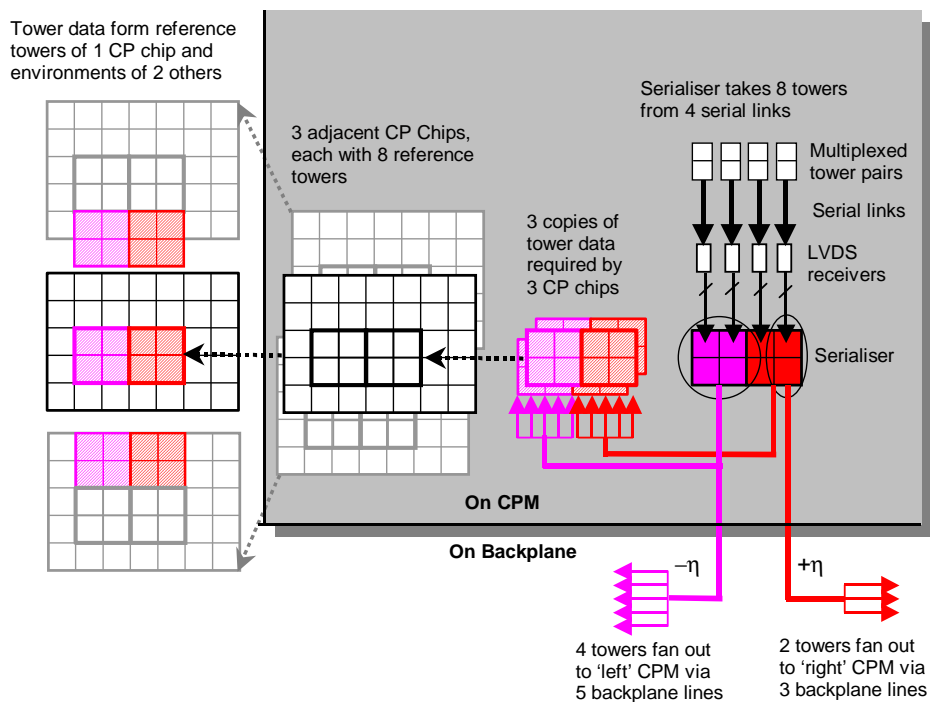 Tower data form reference
towers of 1 CP chip and
environments of 2 others
3 adjacent CP Chips,
each with 8 reference
towers
3 copies of
tower data
required by
3 CP chips
Serialiser takes 8 towers
from 4 serial links
Multiplexed
tower pairs
Serial links
LVDS
receivers
Serialiser
On CPM
On Backplane
−η
+η
4 towers fan out
to ‘left’ CPM via
5 backplane lines
2 towers fan out
to ‘right’ CPM via
3 backplane lines